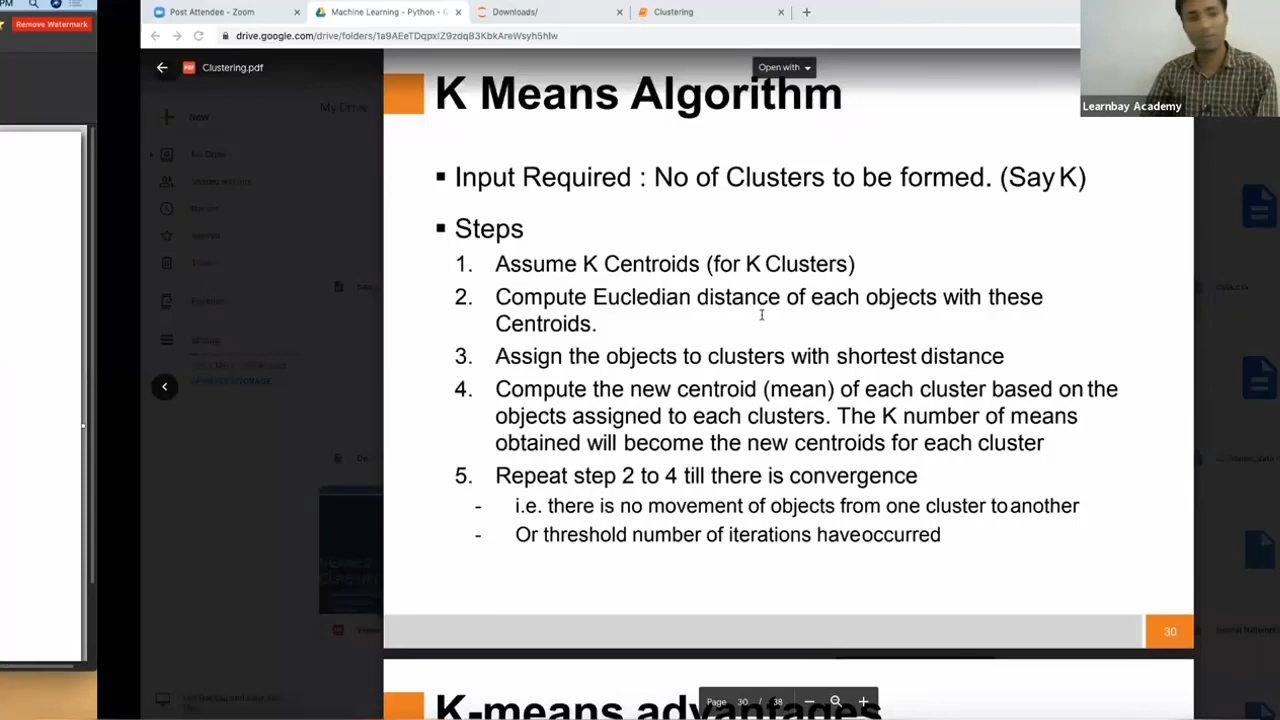 PM
Remove Watermark
Post Attendee - Zoom
Machine Learning - Python - G
Downloads/
Clustering
drive.google.com/drive/folders/1a9AEeTDqpxIZ9zdqB3KbkAreWsyh5hIw
Clustering.pdf
Open with
Learnbay Academy
My Drive
New
K Means Algorithm
▪ Input Required : No of Clusters to be formed. (Say K)
▪ Steps
1. Assume K Centroids (for K Clusters)
2. Compute Eucledian distance of each objects with these
Centroids.
3. Assign the objects to clusters with shortest distance
4. Compute the new centroid (mean) of each cluster based on the
objects assigned to each clusters. The K number of means
obtained will become the new centroids for each cluster
5. Repeat step 2 to 4 till there is convergence
- i.e. there is no movement of objects from one cluster to another
- Or threshold number of iterations have occurred
30
K-means advantages
Page 30 / 38